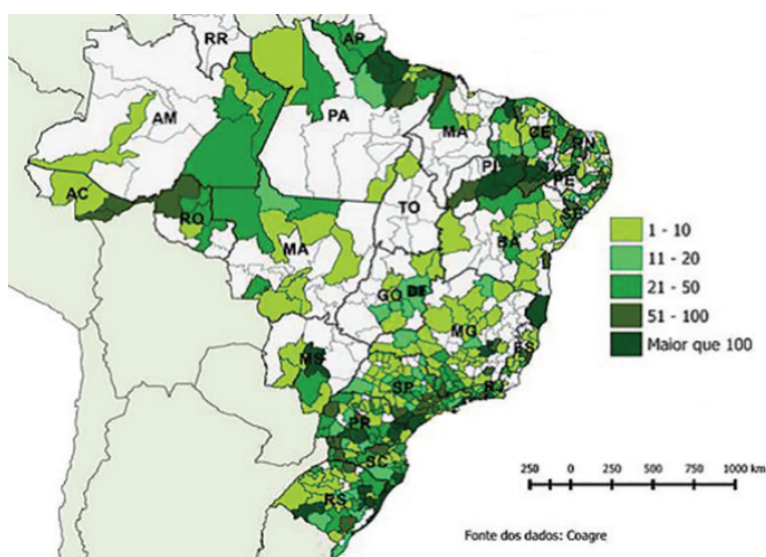 RR
AP
AM
PA
MA
CE
RN
PI
PE
AC
TO
SE
RO
BA
MA
GO DF
MG
ES
MS
SP
RJ
PR
SC
RS
1 - 10
11 - 20
21 - 50
51 - 100
Maior que 100
250 0 250 500 750 1000 km
Fonte dos dados: Coagre